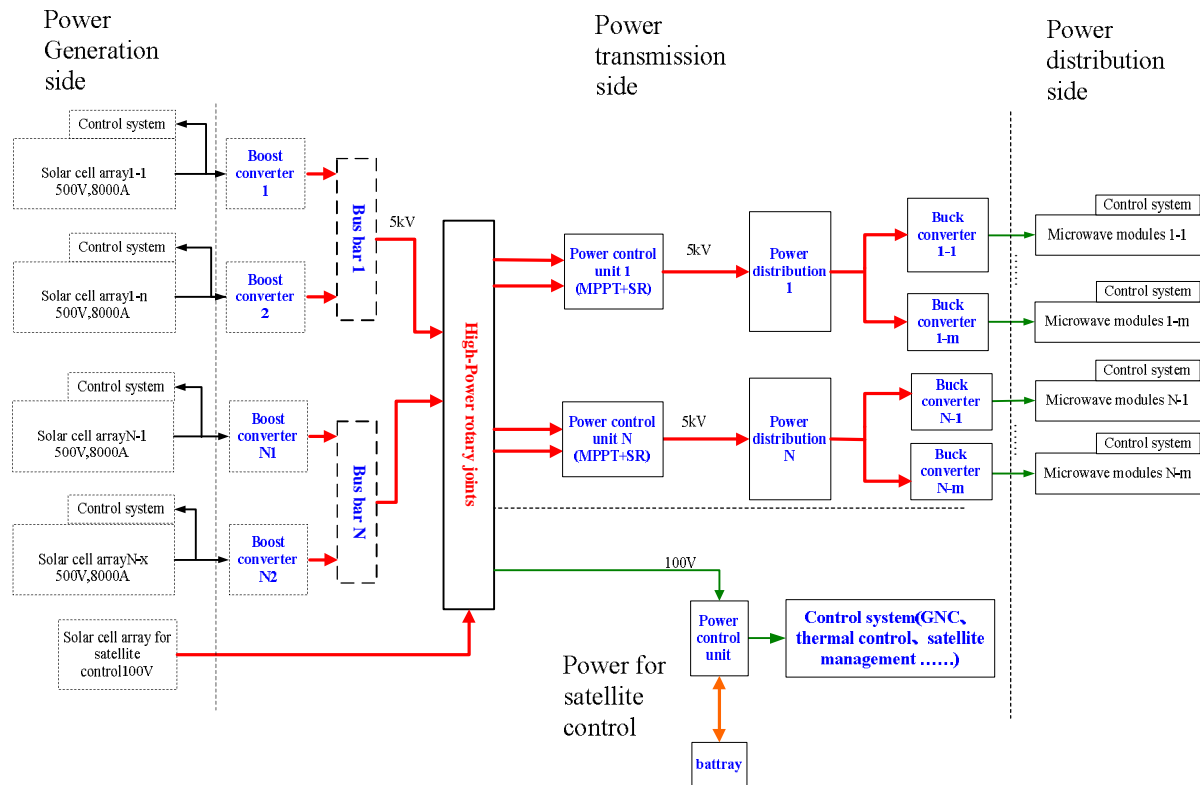 Power
Generation
side
Power
transmission
side
Power
distribution
side
Control system
Solar cell array1-1
500V,8000A
Boost
converter
1
Control system
Solar cell array1-n
500V,8000A
Boost
converter
2
Bus bar 1
5kV
Control system
Solar cell arrayN-1
500V,8000A
Boost
converter
N1
Control system
Solar cell arrayN-x
500V,8000A
Boost
converter
N2
Bus bar N
Solar cell array for
satellite
control100V
High-Power rotary joints
Power control
unit 1
(MPPT+SR)
5kV
Power
distribution
1
Buck
converter
1-1
Buck
converter
1-m
Control system
Microwave modules 1-1
Control system
Microwave modules 1-m
Power control
unit N
(MPPT+SR)
5kV
Power
distribution
N
Buck
converter
N-1
Buck
converter
N-m
Control system
Microwave modules N-1
Control system
Microwave modules N-m
100V
Power
control
unit
Control system(GNC、
thermal control、satellite
management ……)
Power for
satellite
control
battray